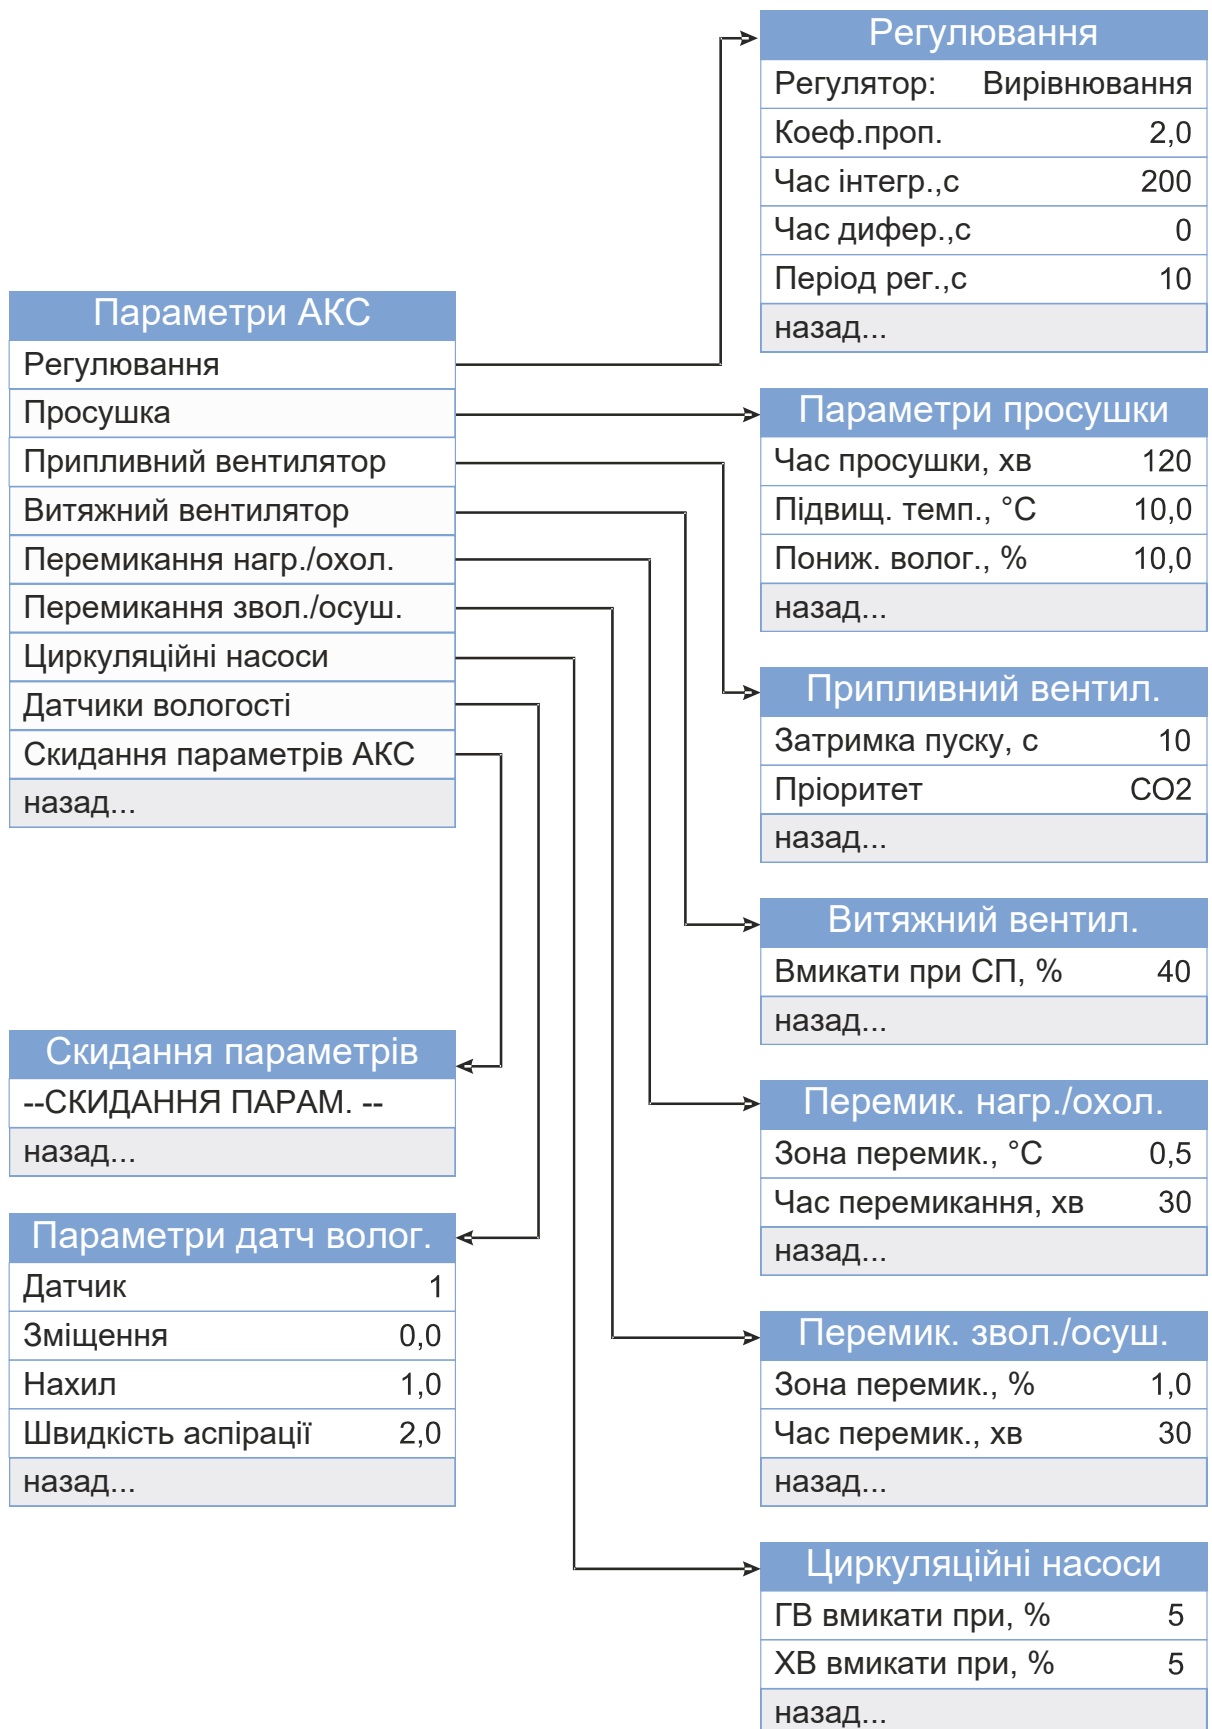 Параметри АКС
Регулювання
Просушка
Припливний вентилятор
Витяжний вентилятор
Перемикання нагр./охол.
Перемикання звол./осуш.
Циркуляційні насоси
Датчики вологості
Скидання параметрів АКС
назад...
Скидання параметрів
--СКИДАННЯ ПАРАМ. --
назад...
Параметри датч волог.
Датчик 1
Зміщення 0,0
Нахил 1,0
Швидкість аспірації 2,0
назад...
Регулювання
Регулятор: Вирівнювання
Коеф.проп. 2,0
Час інтегр.,с 200
Час дифер.,с 0
Період рег.,с 10
назад...
Параметри просушки
Час просушки, хв 120
Підвищ. темп., °С 10,0
Пониж. волог., % 10,0
назад...
Припливний вентил.
Затримка пуску, с 10
Пріоритет СО2
назад...
Витяжний вентил.
Вмикати при СП, % 40
назад...
Перемик. нагр./охол.
Зона перемик., °С 0,5
Час перемикання, хв 30
назад...
Перемик. звол./осуш.
Зона перемик., % 1,0
Час перемик., хв 30
назад...
Циркуляційні насоси
ГВ вмикати при, % 5
ХВ вмикати при, % 5
назад...